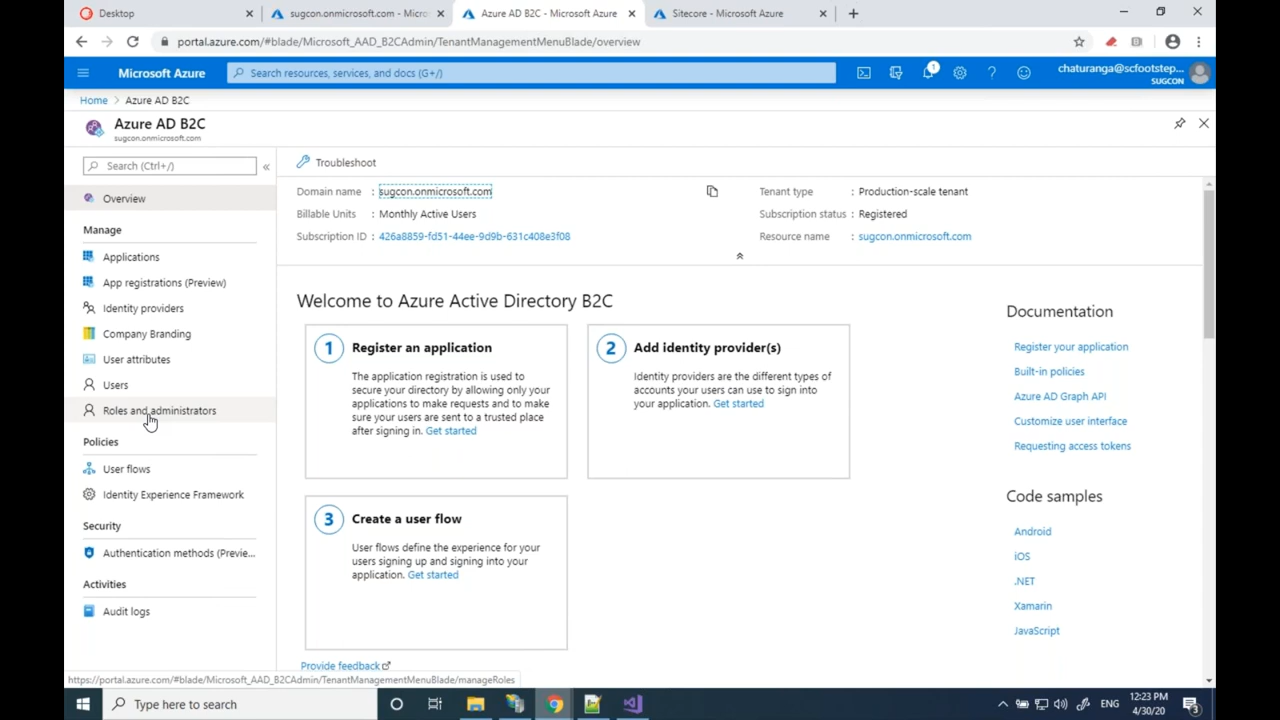 Desktop
sugcon.onmicrosoft.com - Micro
Azure AD B2C - Microsoft Azure
Sitecore - Microsoft Azure
portal.azure.com/#blade/Microsoft_AAD_B2CAdmin/TenantManagementMenuBlade/overview
Microsoft Azure
Search resources, services, and docs (G+/)
1
chaturanga@scfootstep...
SUGCON
Home > Azure AD B2C
Azure AD B2C
sugcon.onmicrosoft.com
Search (Ctrl+/)
«
Overview
Manage
Applications
App registrations (Preview)
Identity providers
Company Branding
User attributes
Users
Roles and administrators
Policies
User flows
Identity Experience Framework
Security
Authentication methods (Previe...
Activities
Audit logs
Troubleshoot
Domain name : sugcon.onmicrosoft.com
Billable Units : Monthly Active Users
Subscription ID : 426a8859-fd51-44ee-9d9b-631c408e3f08
Tenant type : Production-scale tenant
Subscription status : Registered
Resource name : sugcon.onmicrosoft.com
Welcome to Azure Active Directory B2C
1 Register an application
The application registration is used to
secure your directory by allowing only your
applications to make requests and to make
sure your users are sent to a trusted place
after signing in. Get started
2 Add identity provider(s)
Identity providers are the different types of
accounts your users can use to sign into
your application. Get started
3 Create a user flow
User flows define the experience for your
users signing up and signing into your
application. Get started
Provide feedback
Documentation
Register your application
Built-in policies
Azure AD Graph API
Customize user interface
Requesting access tokens
Code samples
Android
iOS
.NET
Xamarin
JavaScript
https://portal.azure.com/#blade/Microsoft_AAD_B2CAdmin/TenantManagementMenuBlade/manageRoles
Type here to search
ENG
12:23 PM
4/30/20
3